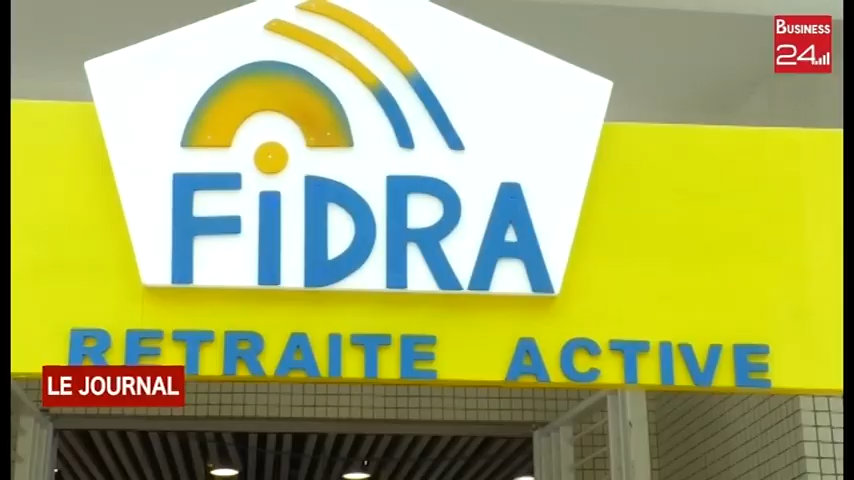 BUSINESS
24
FiDRA
RETRAITE ACTIVE
LE JOURNAL